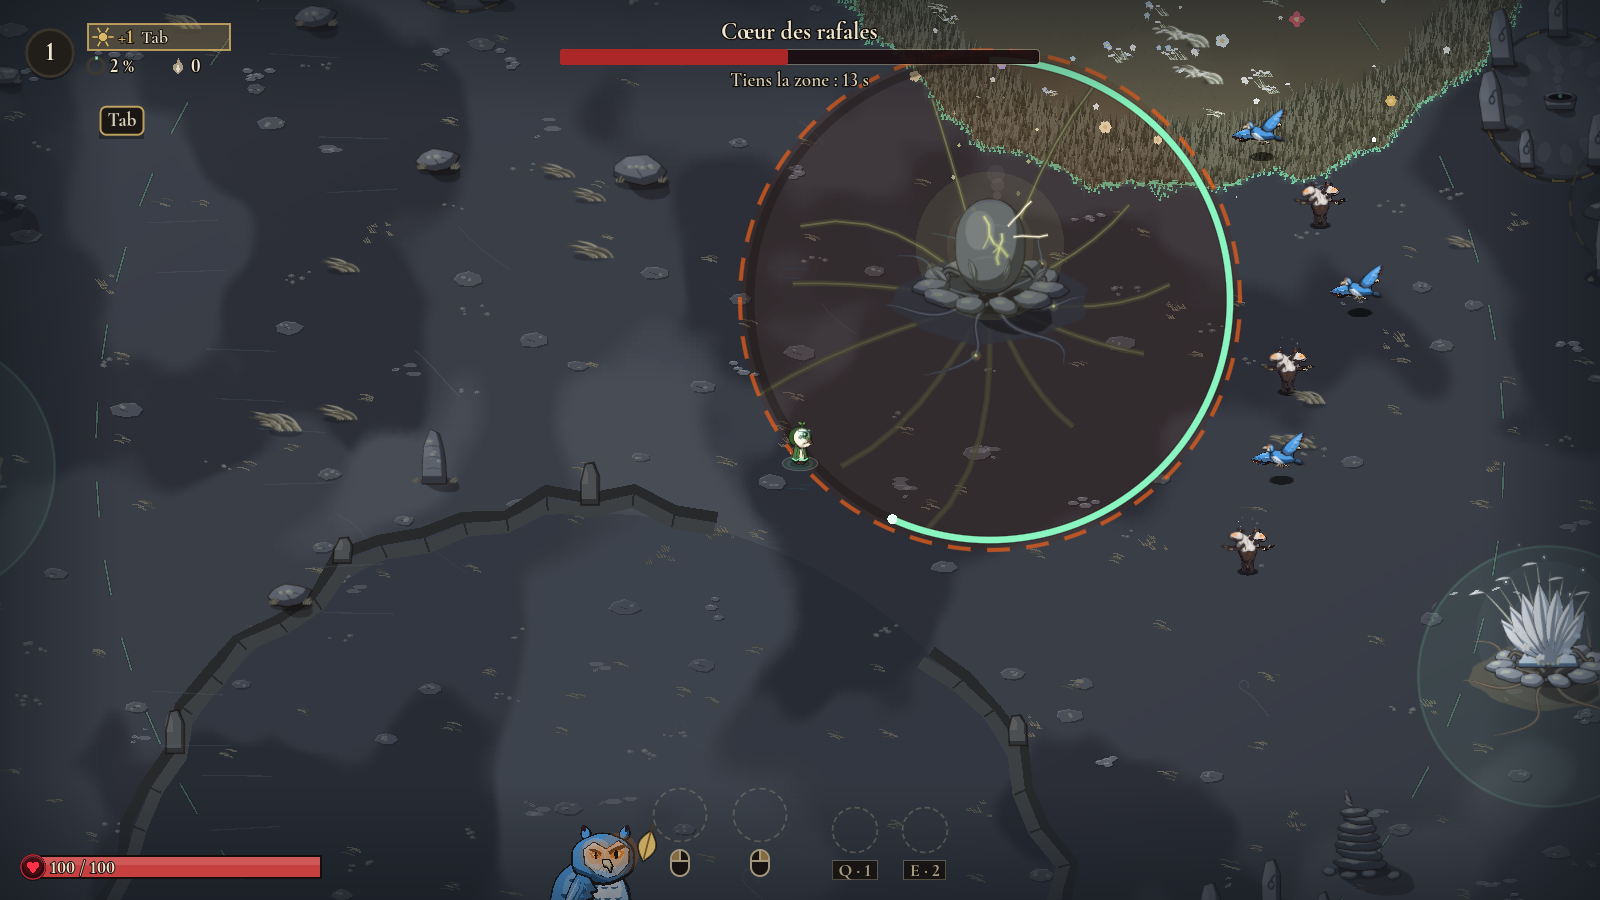 Cœur des rafales
Tiens la zone : 13 s
1
+1 Tab
2 %
0
Tab
100 / 100
Q · 1
E · 2